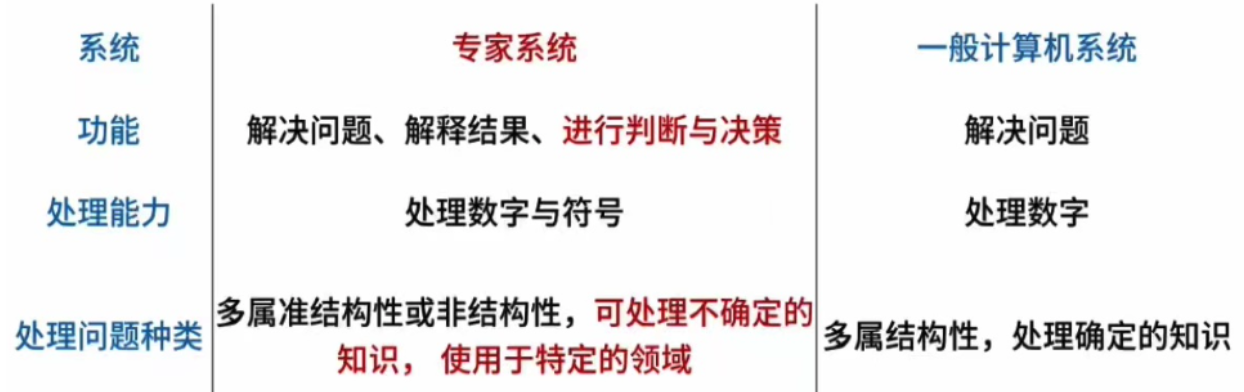 系统 专家系统 一般计算机系统
功能 解决问题、解释结果、进行判断与决策 解决问题
处理能力 处理数字与符号 处理数字
处理问题种类 多属准结构性或非结构性，可处理不确定的 多属结构性，处理确定的知识
知识， 使用于特定的领域